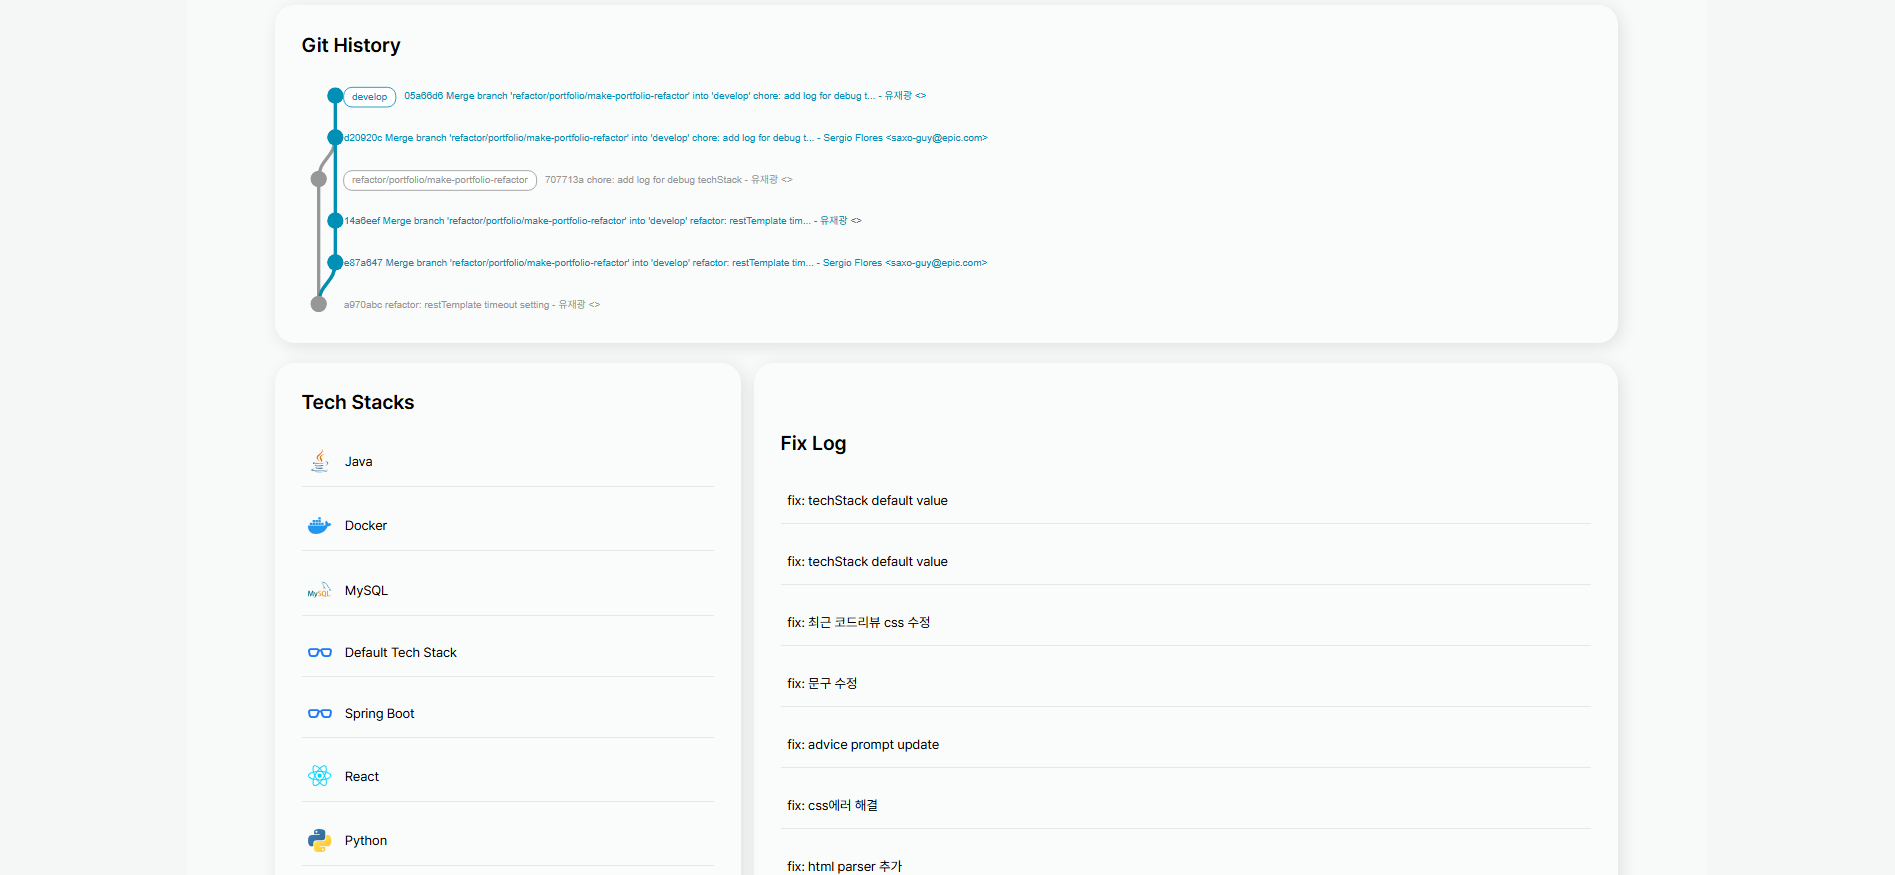 Git History
develop 05a66d6 Merge branch 'refactor/portfolio/make-portfolio-refactor' into 'develop' chore: add log for debug t... - 유재광 <>
d20920c Merge branch 'refactor/portfolio/make-portfolio-refactor' into 'develop' chore: add log for debug t... - Sergio Flores <saxo-guy@epic.com>
refactor/portfolio/make-portfolio-refactor 707713a chore: add log for debug techStack - 유재광 <>
14a6eef Merge branch 'refactor/portfolio/make-portfolio-refactor' into 'develop' refactor: restTemplate tim... - 유재광 <>
e87a647 Merge branch 'refactor/portfolio/make-portfolio-refactor' into 'develop' refactor: restTemplate tim... - Sergio Flores <saxo-guy@epic.com>
a970abc refactor: restTemplate timeout setting - 유재광 <>
Tech Stacks
Java
Docker
MySQL
MySQL
Default Tech Stack
Spring Boot
React
Python
Fix Log
fix: techStack default value
fix: techStack default value
fix: 최근 코드리뷰 css 수정
fix: 문구 수정
fix: advice prompt update
fix: css에러 해결
fix: html parser 추가